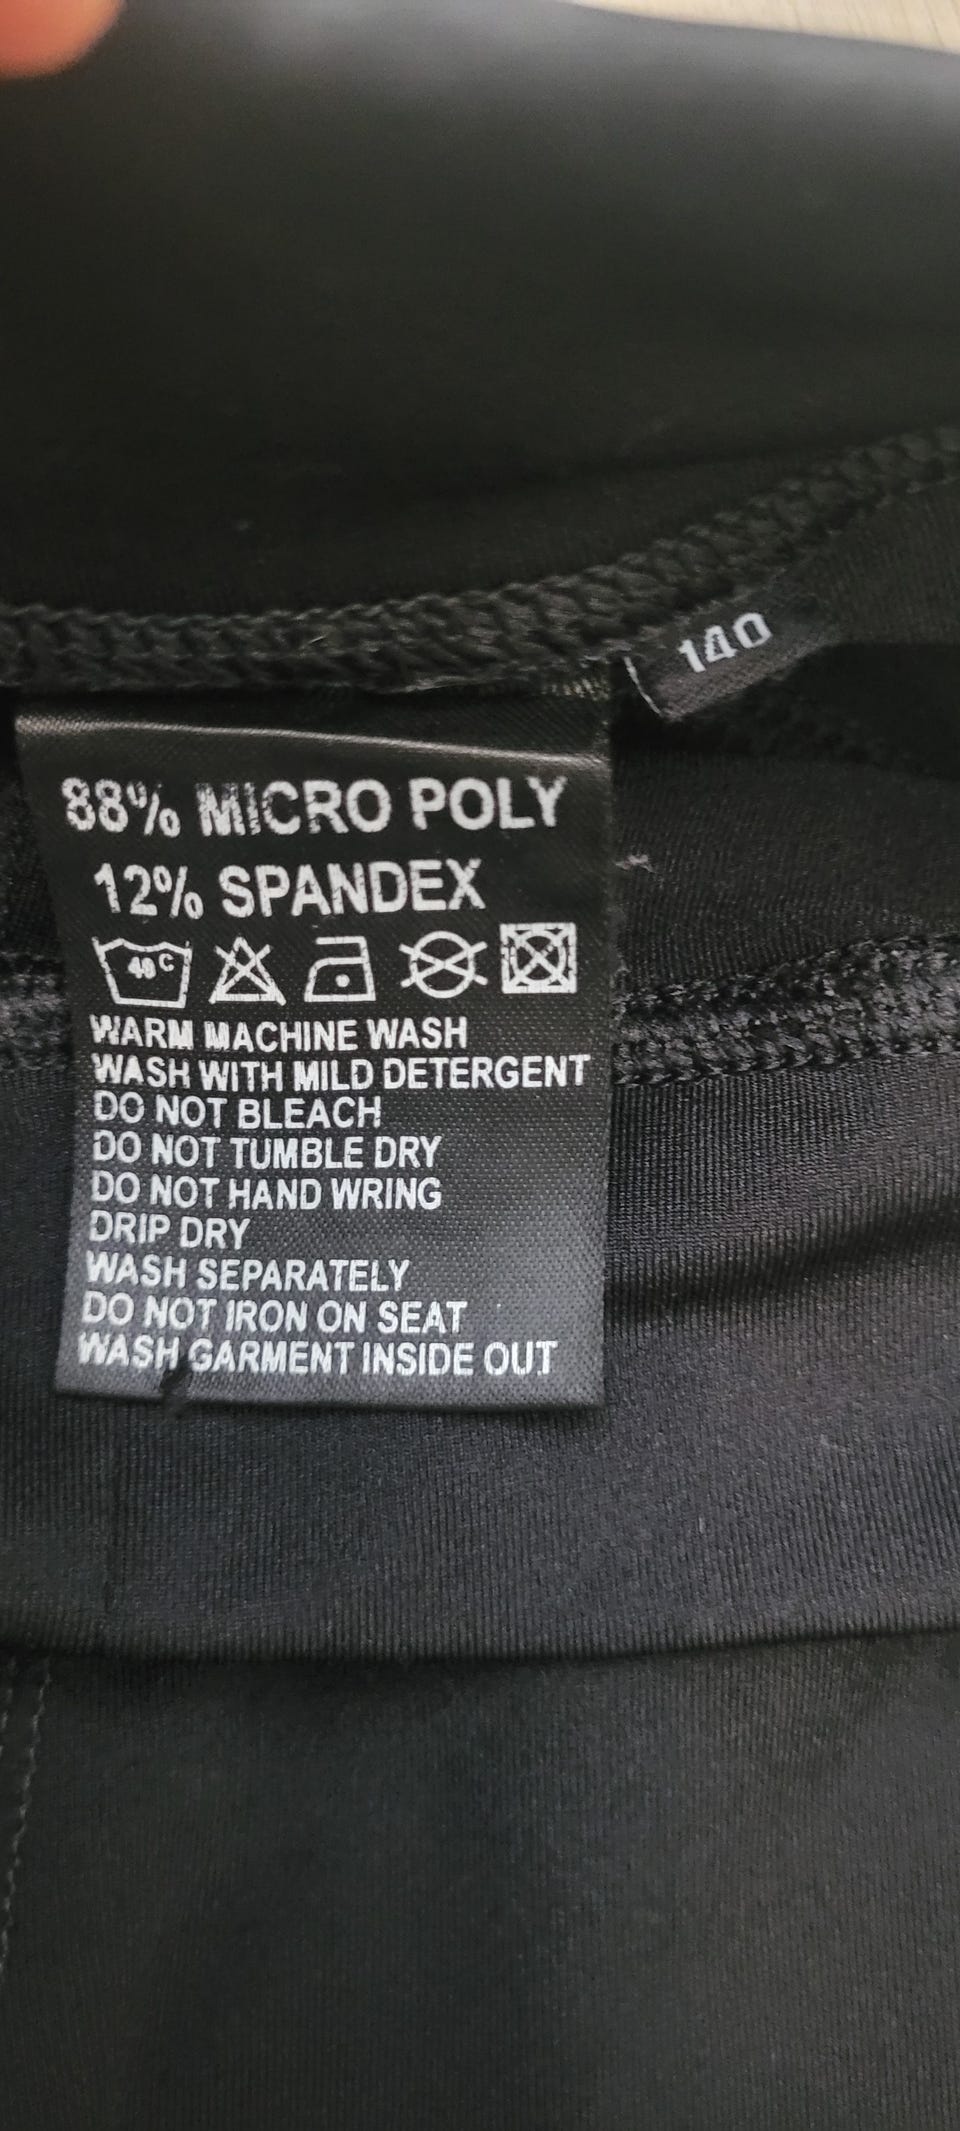 140
88% MICRO POLY
12% SPANDEX
40 C
WARM MACHINE WASH
WASH WITH MILD DETERGENT
DO NOT BLEACH
DO NOT TUMBLE DRY
DO NOT HAND WRING
DRIP DRY
WASH SEPARATELY
DO NOT IRON ON SEAT
WASH GARMENT INSIDE OUT